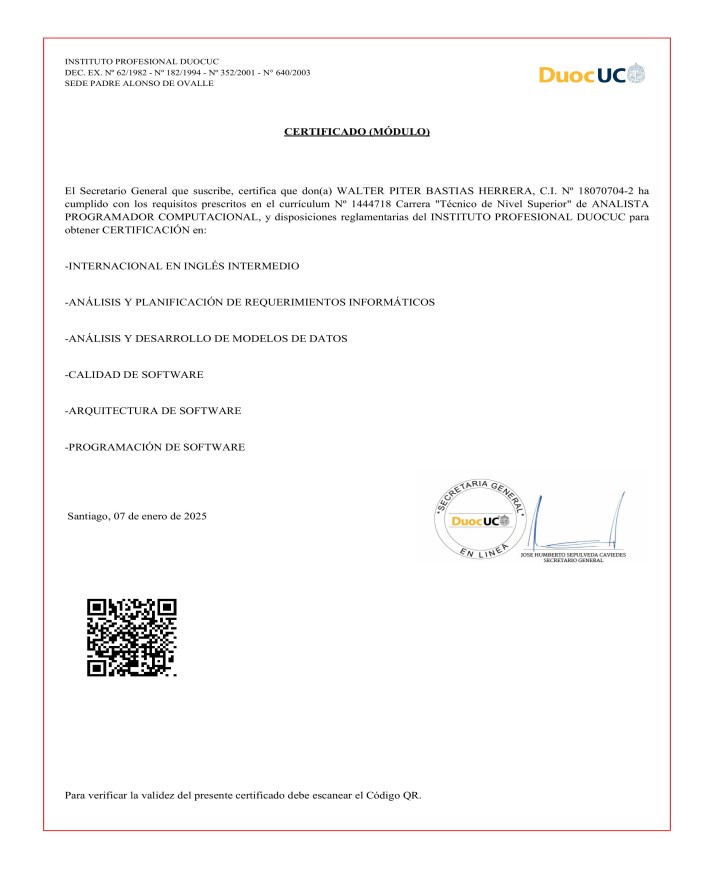 INSTITUTO PROFESIONAL DUOCUC
DEC. EX. Nº 62/1982 - Nº 182/1994 - Nº 352/2001 - N° 640/2003
SEDE PADRE ALONSO DE OVALLE
Duoc UC
CERTIFICADO (MÓDULO)
El Secretario General que suscribe, certifica que don(a) WALTER PITER BASTIAS HERRERA, C.I. Nº 18070704-2 ha
cumplido con los requisitos prescritos en el currículum Nº 1444718 Carrera "Técnico de Nivel Superior" de ANALISTA
PROGRAMADOR COMPUTACIONAL, y disposiciones reglamentarias del INSTITUTO PROFESIONAL DUOCUC para
obtener CERTIFICACIÓN en:
-INTERNACIONAL EN INGLÉS INTERMEDIO
-ANÁLISIS Y PLANIFICACIÓN DE REQUERIMIENTOS INFORMÁTICOS
-ANÁLISIS Y DESARROLLO DE MODELOS DE DATOS
-CALIDAD DE SOFTWARE
-ARQUITECTURA DE SOFTWARE
-PROGRAMACIÓN DE SOFTWARE
Santiago, 07 de enero de 2025
*SECRETARIA GENERAL*
Duoc UC
EN LINEA
JOSE HUMBERTO SEPULVEDA CAVIEDES
SECRETARIO GENERAL
Para verificar la validez del presente certificado debe escanear el Código QR.